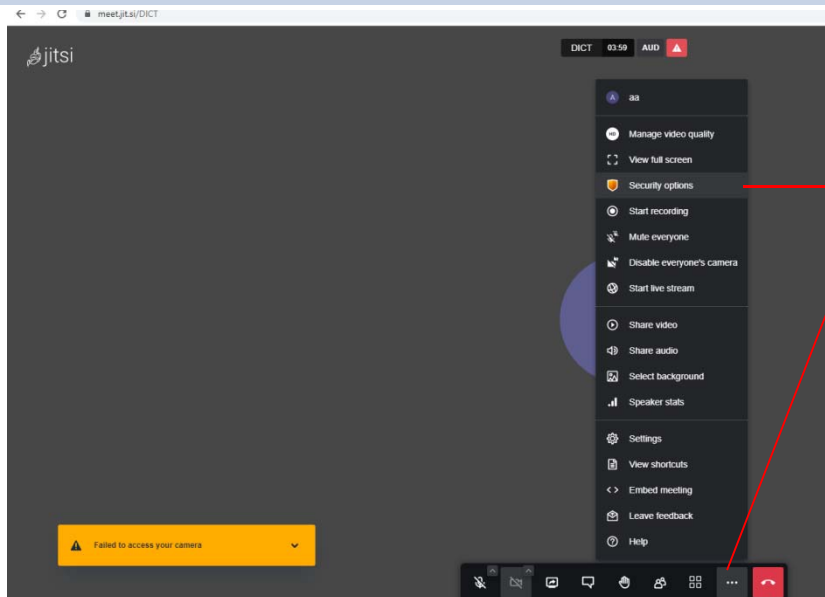 meet.jit.si/DICT
jitsi
DICT 03:59 AUD
A aa
HD Manage video quality
View full screen
Security options
Start recording
Mute everyone
Disable everyone's camera
Start live stream
Share video
Share audio
Select background
Speaker stats
Settings
View shortcuts
Embed meeting
Leave feedback
Help
Failed to access your camera